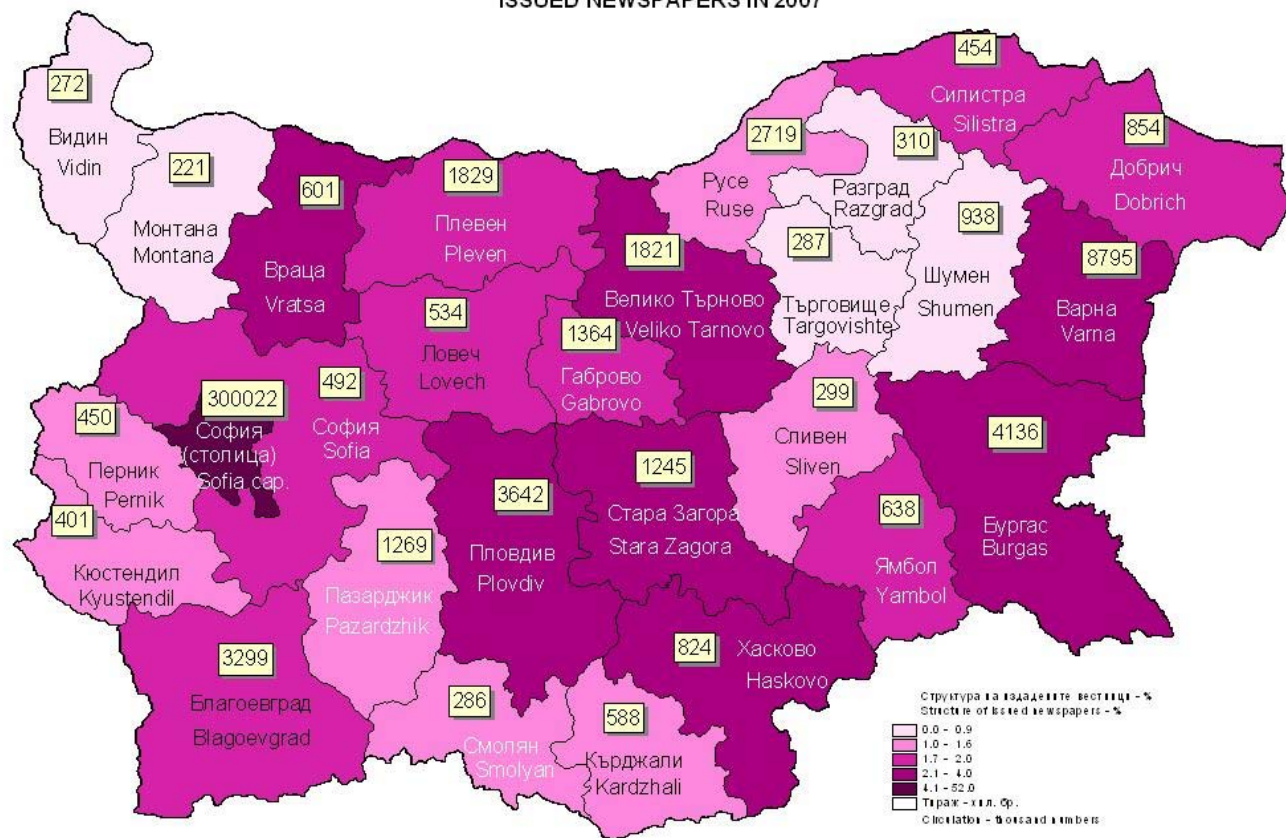 ISSUED NEWSPAPERS IN 2007
272
Видин
Vidin
221
Монтана
Montana
601
Враца
Vratsa
1829
Плевен
Pleven
534
Ловеч
Lovech
1364
Габрово
Gabrovo
1821
Велико Търново
Veliko Tarnovo
2719
Русе
Ruse
310
Разград
Razgrad
287
Търговище
Targovishte
938
Шумен
Shumen
454
Силистра
Silistra
854
Добрич
Dobrich
8795
Варна
Varna
300022
София
(столица)
Sofia cap.
492
София
Sofia
450
Перник
Pernik
401
Кюстендил
Kyustendil
3299
Благоевград
Blagoevgrad
1269
Пазарджик
Pazardzhik
3642
Пловдив
Plovdiv
1245
Стара Загора
Stara Zagora
299
Сливен
Sliven
638
Ямбол
Yambol
4136
Бургас
Burgas
824
Хасково
Haskovo
286
Смолян
Smolyan
588
Кърджали
Kardzhali
Структура на издадените вестници - %
Structure of issued newspapers - %
0.0 - 0.9
1.0 - 1.6
1.7 - 2.0
2.1 - 4.0
4.1 - 52.0
Тираж - хил. бр.
Circulation - thousand numbers